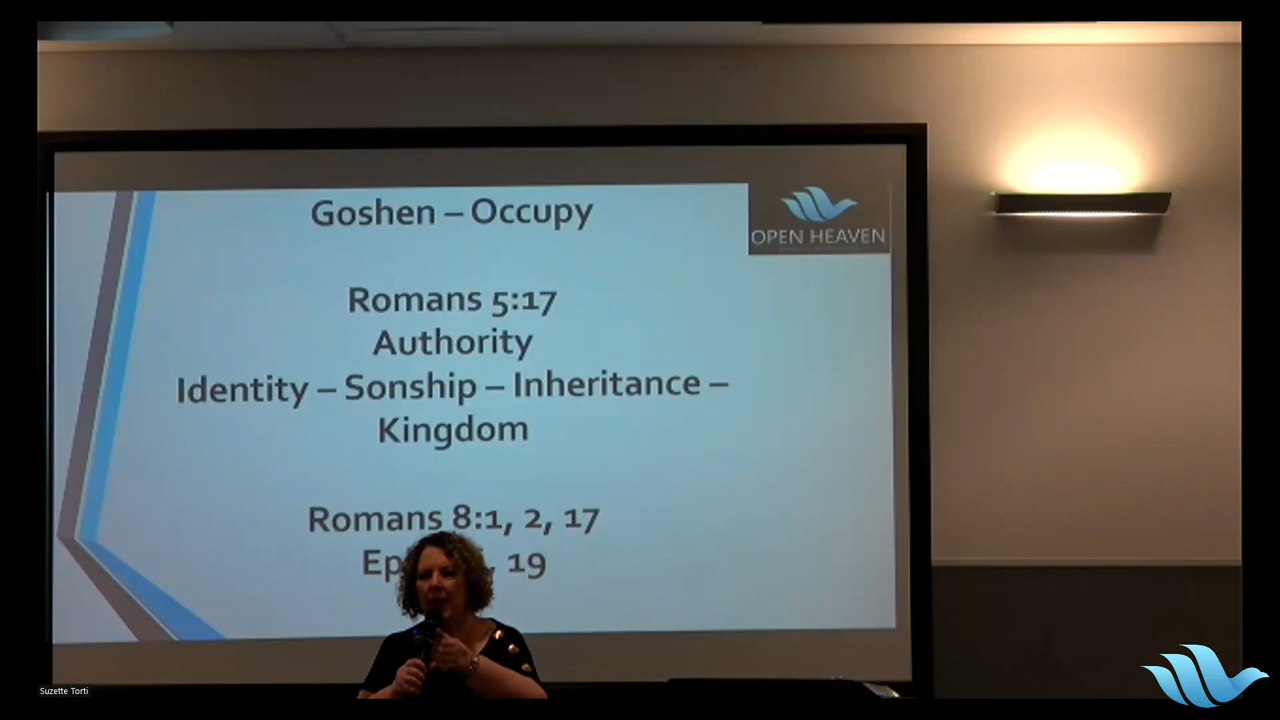 Goshen – Occupy
OPEN HEAVEN
Romans 5:17
Authority
Identity – Sonship – Inheritance –
Kingdom
Romans 8:1, 2, 17
19
Suzette Torti